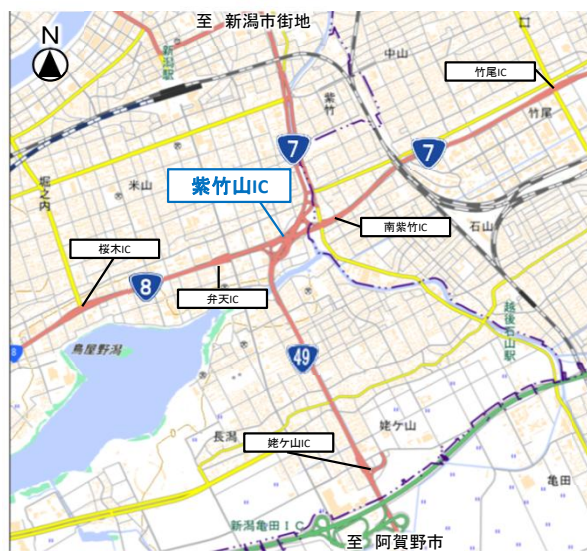 至 新潟市街地
N
新潟駅
中山
竹尾IC
竹尾
紫竹
7
7
堀之内
米山
紫竹山IC
南紫竹IC
石山
桜木IC
8
弁天IC
8
越後石山駅
鳥屋野潟
49
長潟
姥ケ山
姥ケ山IC
亀田
新潟亀田IC
至 阿賀野市